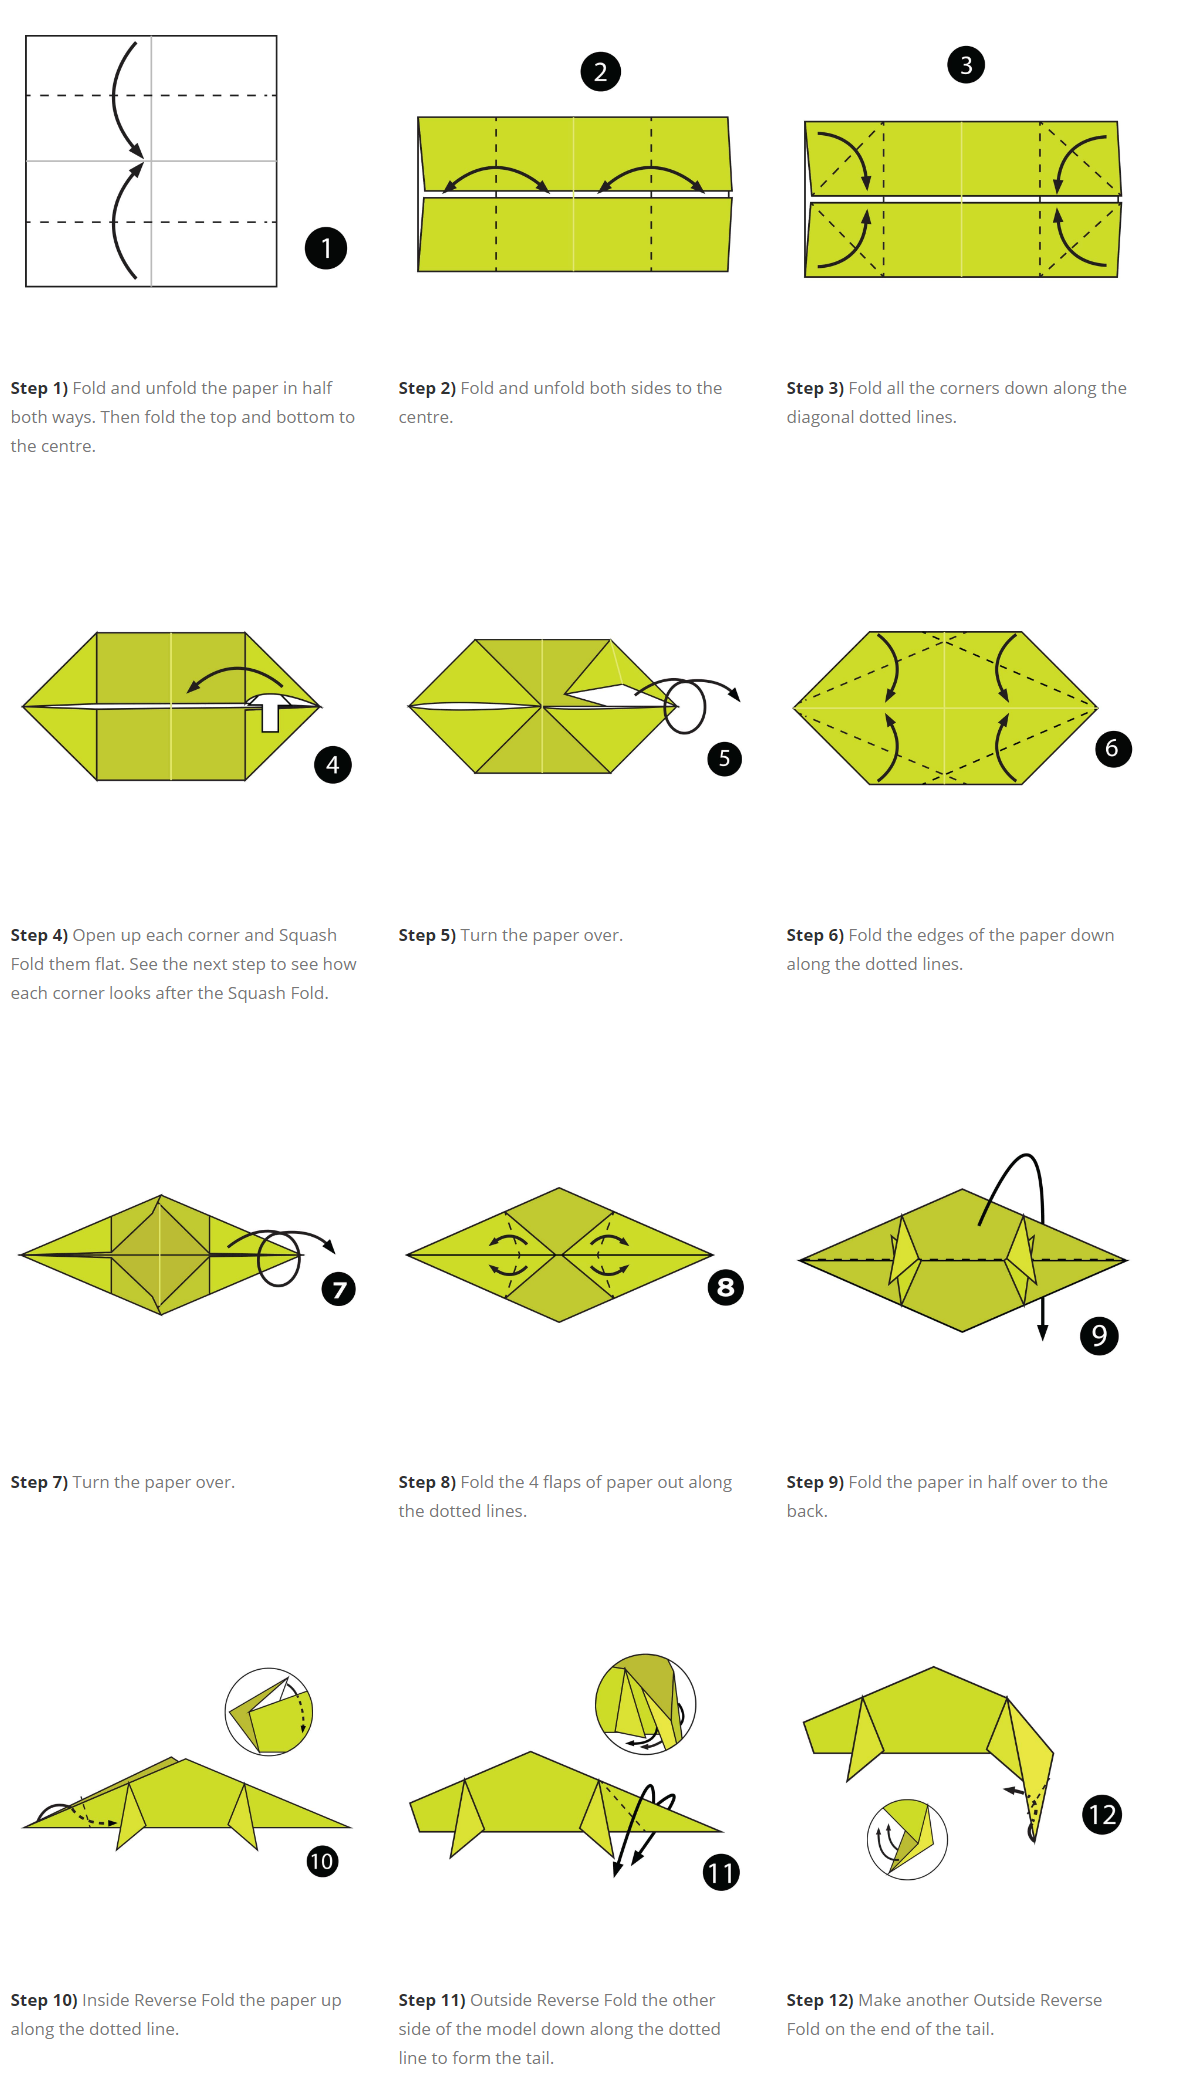 1
2
3
Step 1) Fold and unfold the paper in half
both ways. Then fold the top and bottom to
the centre.
Step 2) Fold and unfold both sides to the
centre.
Step 3) Fold all the corners down along the
diagonal dotted lines.
4
5
6
Step 4) Open up each corner and Squash
Fold them flat. See the next step to see how
each corner looks after the Squash Fold.
Step 5) Turn the paper over.
Step 6) Fold the edges of the paper down
along the dotted lines.
7
8
9
Step 7) Turn the paper over.
Step 8) Fold the 4 flaps of paper out along
the dotted lines.
Step 9) Fold the paper in half over to the
back.
10
11
12
Step 10) Inside Reverse Fold the paper up
along the dotted line.
Step 11) Outside Reverse Fold the other
side of the model down along the dotted
line to form the tail.
Step 12) Make another Outside Reverse
Fold on the end of the tail.